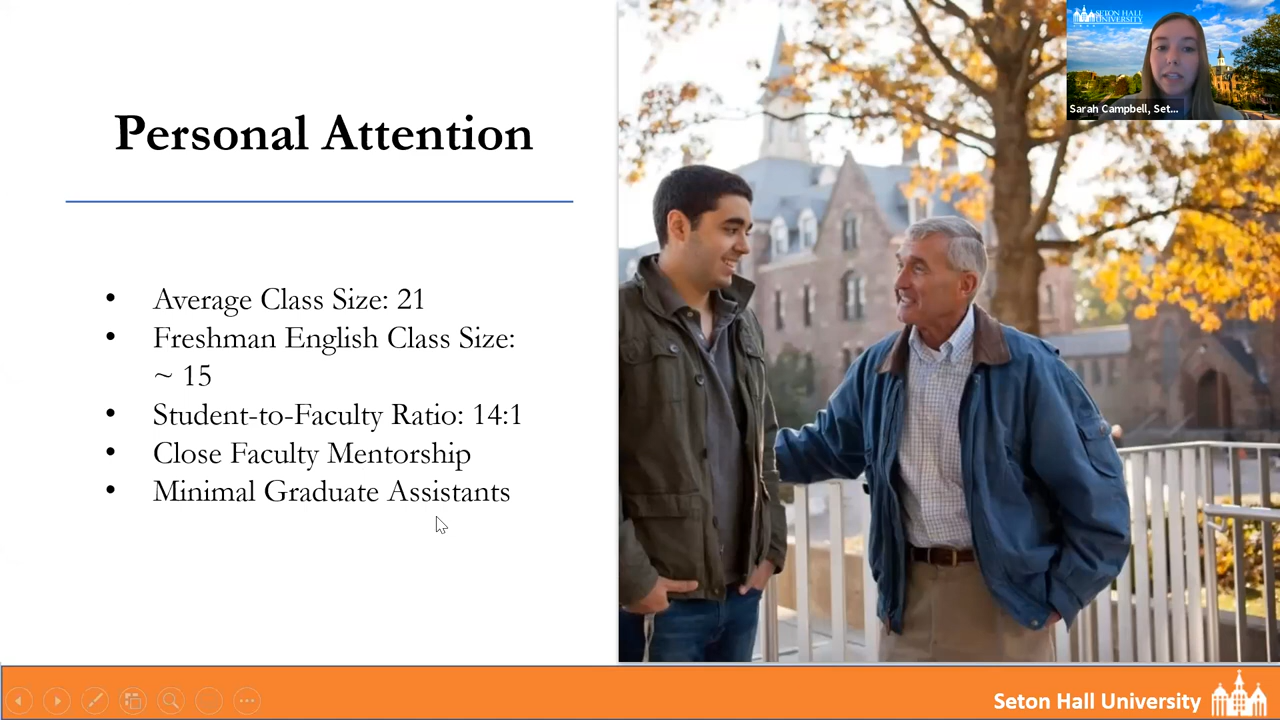 Personal Attention
• Average Class Size: 21
• Freshman English Class Size:
~ 15
• Student-to-Faculty Ratio: 14:1
• Close Faculty Mentorship
• Minimal Graduate Assistants
SETON HALL
UNIVERSITY
Sarah Campbell, Set...
Seton Hall University